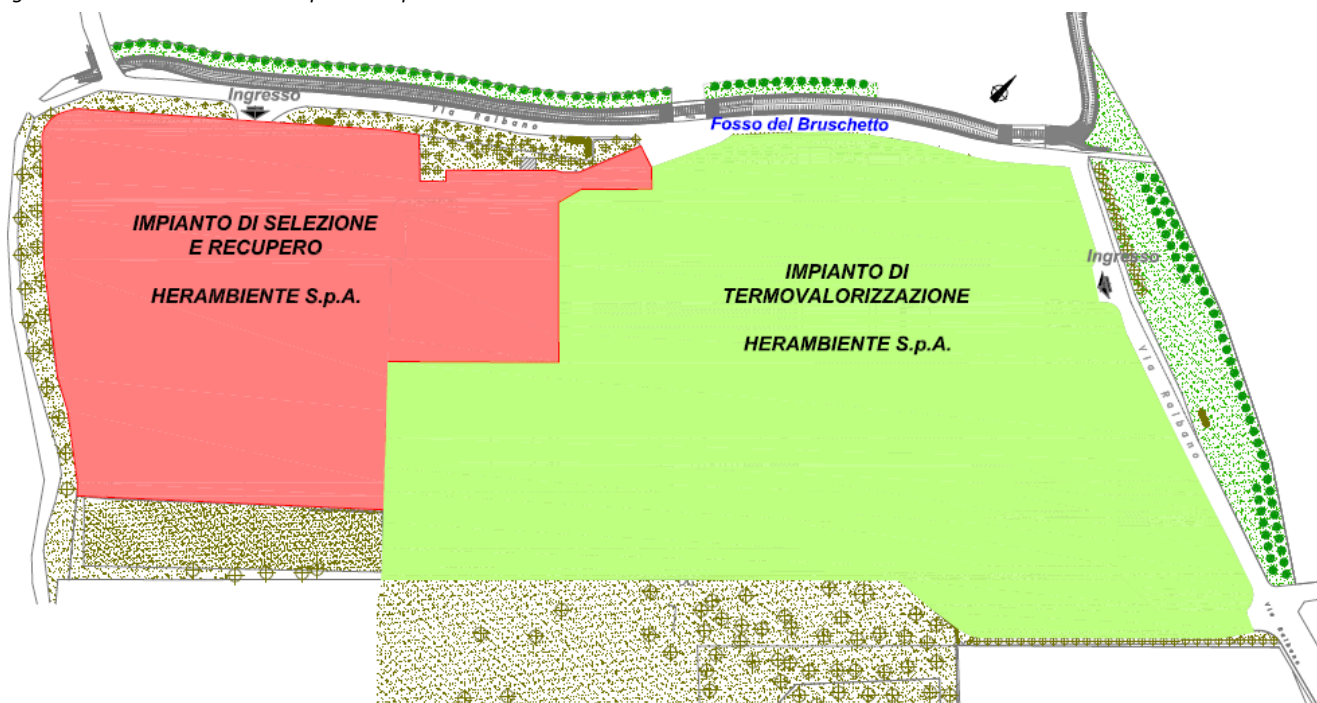 Ingresso
Via Raibano
Fosso del Bruschetto
IMPIANTO DI SELEZIONE
E RECUPERO
HERAMBIENTE S.p.A.
IMPIANTO DI
TERMOVALORIZZAZIONE
HERAMBIENTE S.p.A.
Ingresso
Via Raibano
Via Raibano